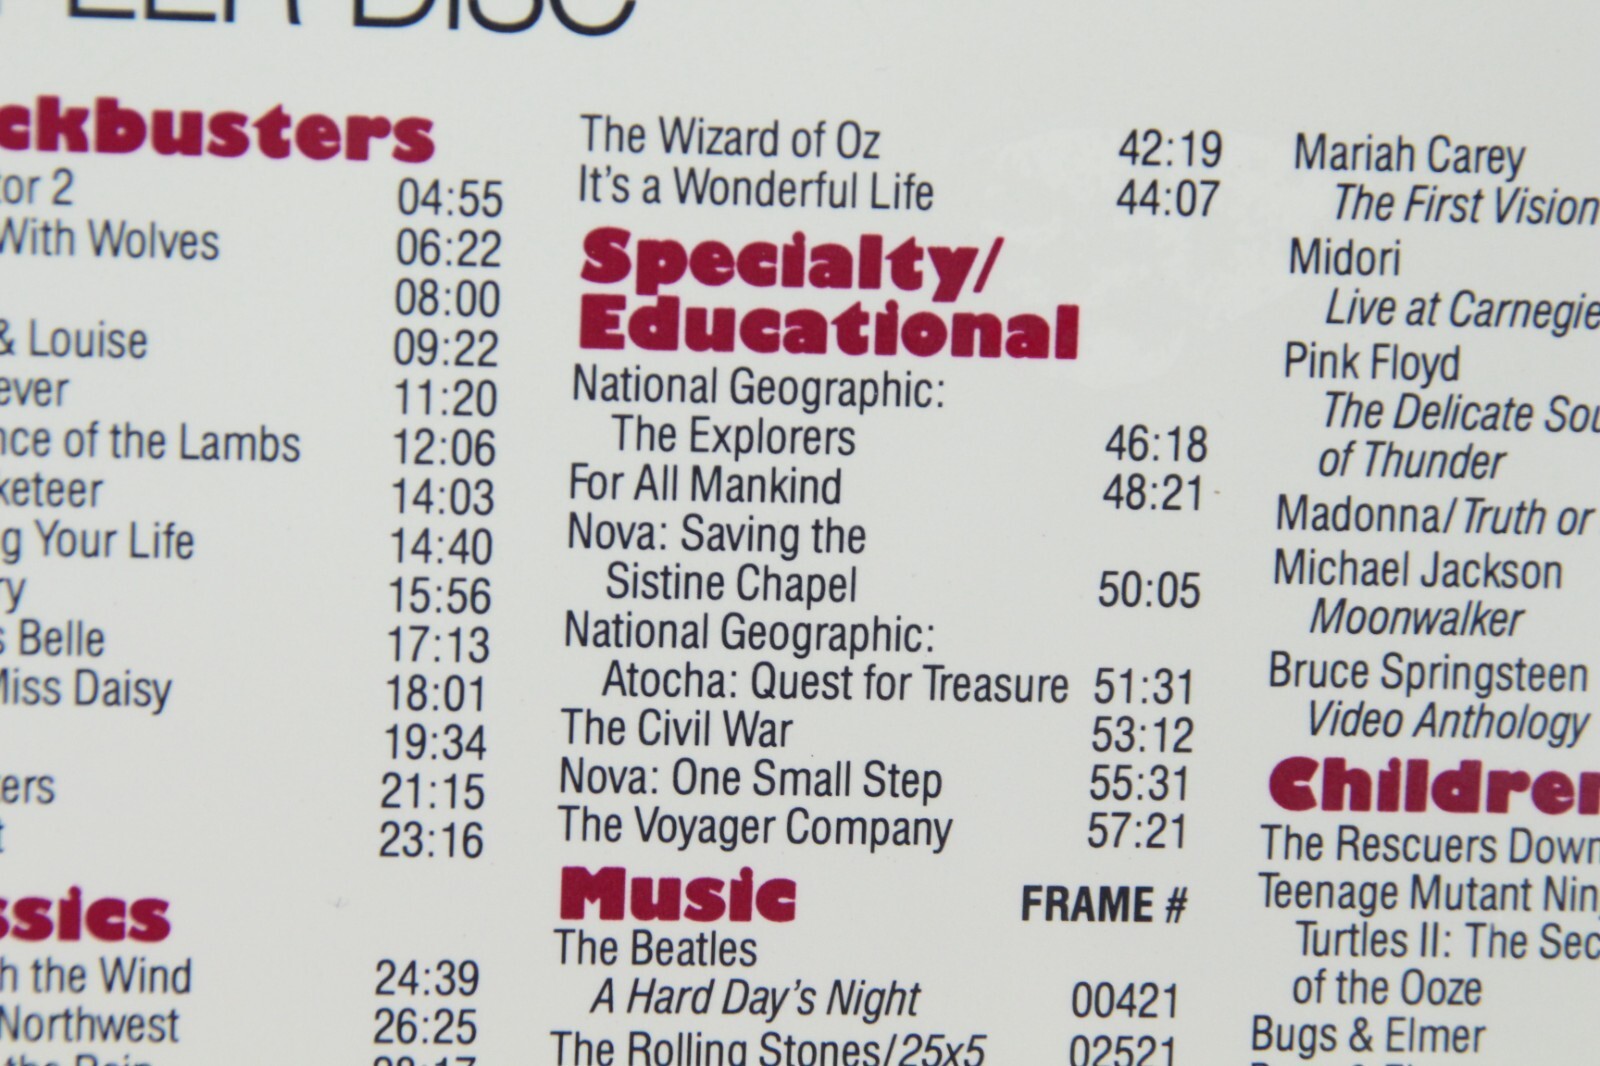 DISC
ckbusters
or 2 04:55
With Wolves 06:22
08:00
& Louise 09:22
ever 11:20
nce of the Lambs 12:06
keteer 14:03
g Your Life 14:40
ry 15:56
s Belle 17:13
Miss Daisy 18:01
19:34
ers 21:15
t 23:16
ssics
h the Wind 24:39
Northwest 26:25
The Wizard of Oz 42:19
It's a Wonderful Life 44:07
Specialty/
Educational
National Geographic:
The Explorers 46:18
For All Mankind 48:21
Nova: Saving the
Sistine Chapel 50:05
National Geographic:
Atocha: Quest for Treasure 51:31
The Civil War 53:12
Nova: One Small Step 55:31
The Voyager Company 57:21
Music FRAME #
The Beatles
A Hard Day's Night 00421
The Rolling Stones/25x5 02521
Mariah Carey
The First Vision
Midori
Live at Carnegie
Pink Floyd
The Delicate Sou
of Thunder
Madonna/Truth or
Michael Jackson
Moonwalker
Bruce Springsteen
Video Anthology
Children
The Rescuers Down
Teenage Mutant Nin
Turtles II: The Sec
of the Ooze
Bugs & Elmer